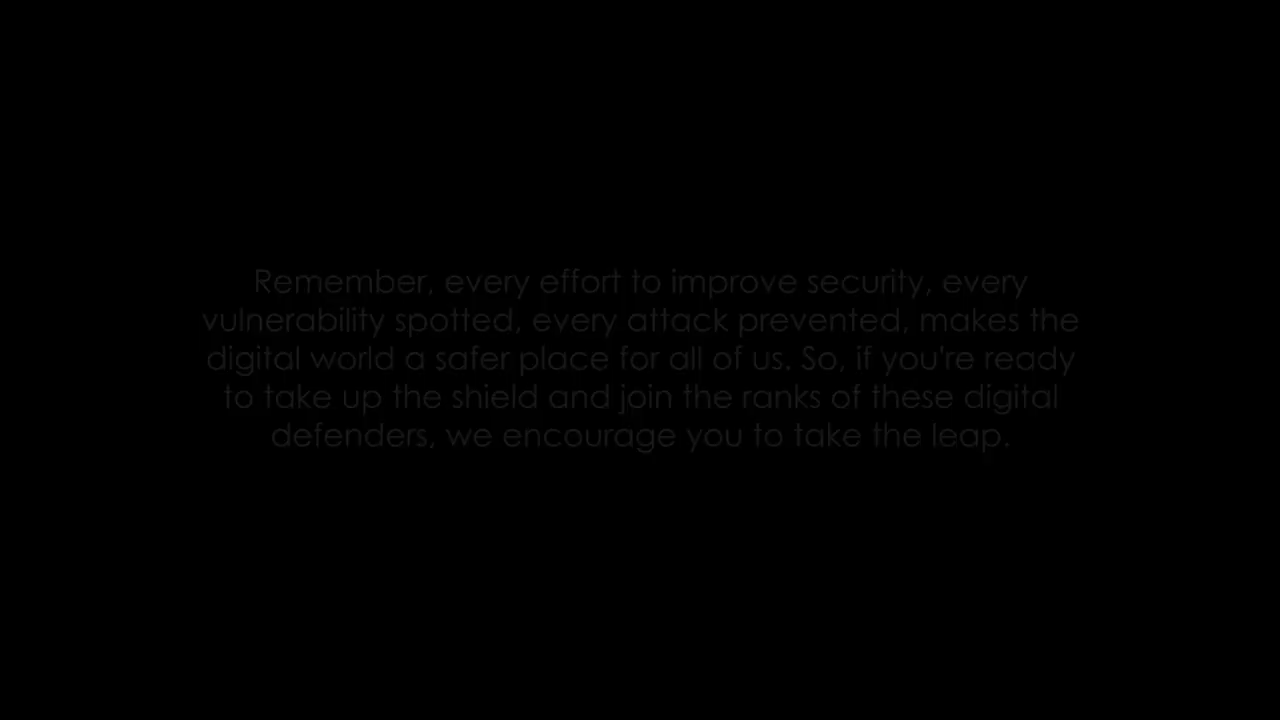 Remember, every effort to improve security, every
vulnerability spotted, every attack prevented, makes the
digital world a safer place for all of us. So, if you're ready
to take up the shield and join the ranks of these digital
defenders, we encourage you to take the leap.